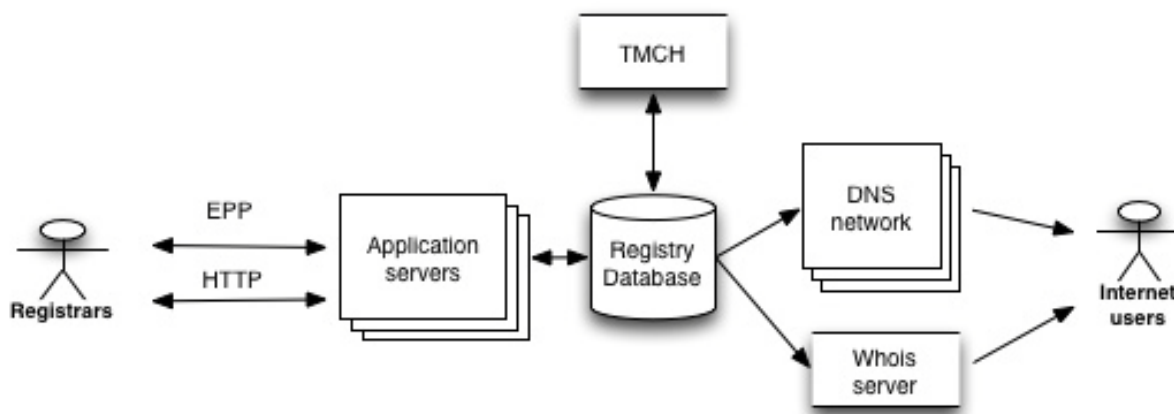 TMCH
EPP
HTTP
Registrars
Application
servers
Registry
Database
DNS
network
Whois
server
Internet
users